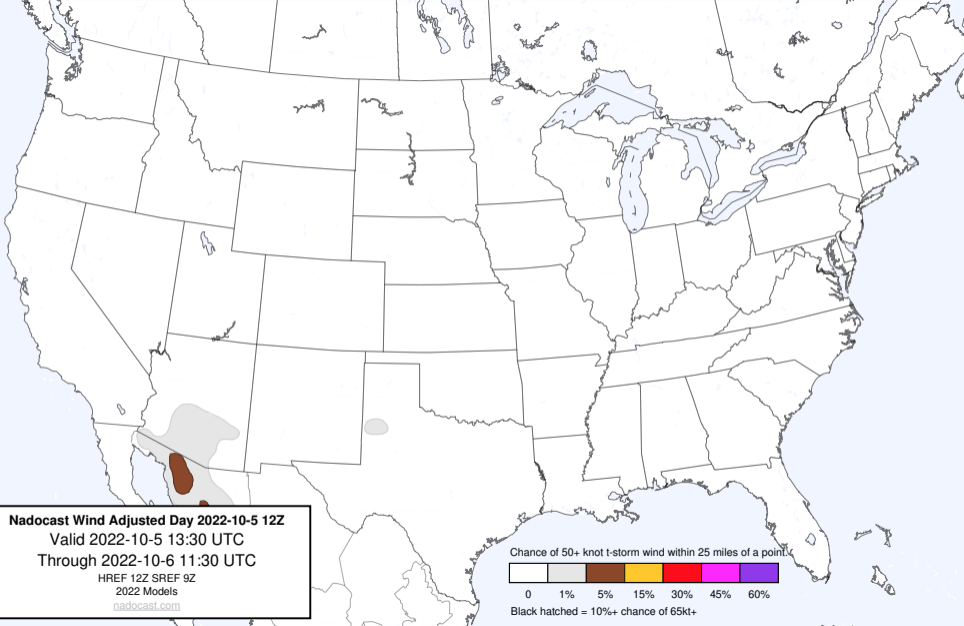 Nadocast Wind Adjusted Day 2022-10-5 12Z
Valid 2022-10-5 13:30 UTC
Through 2022-10-6 11:30 UTC
HREF 12Z SREF 9Z
2022 Models
nadocast.com
Chance of 50+ knot t-storm wind within 25 miles of a point.
0 1% 5% 15% 30% 45% 60%
Black hatched = 10%+ chance of 65kt+